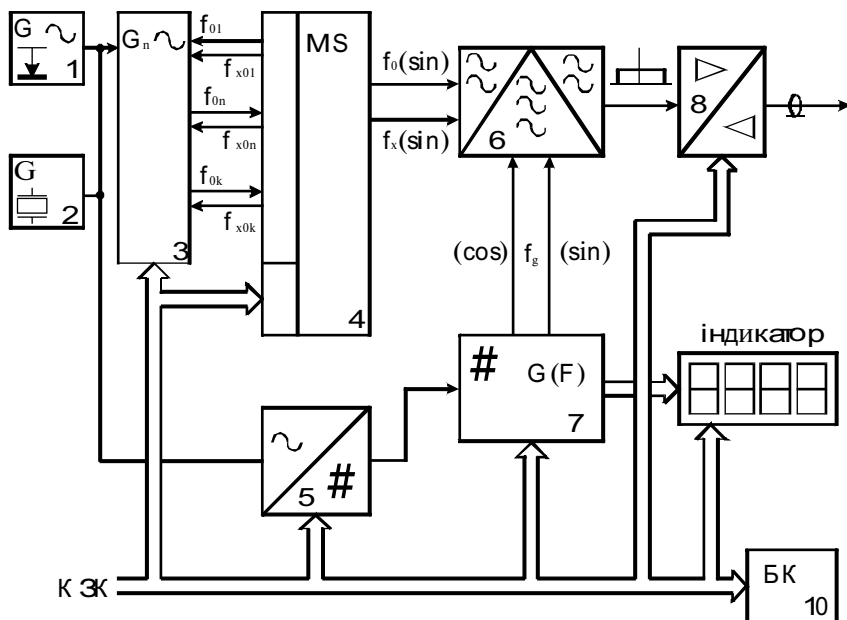 G
1
G
2
Gn
3
f01
fx01
f0n
fx0n
f0k
fx0k
MS
4
f0(sin)
fx(sin)
6
8
(cos) fg (sin)
# G(F)
7
індикатор
5 #
К ЗК
БК
10